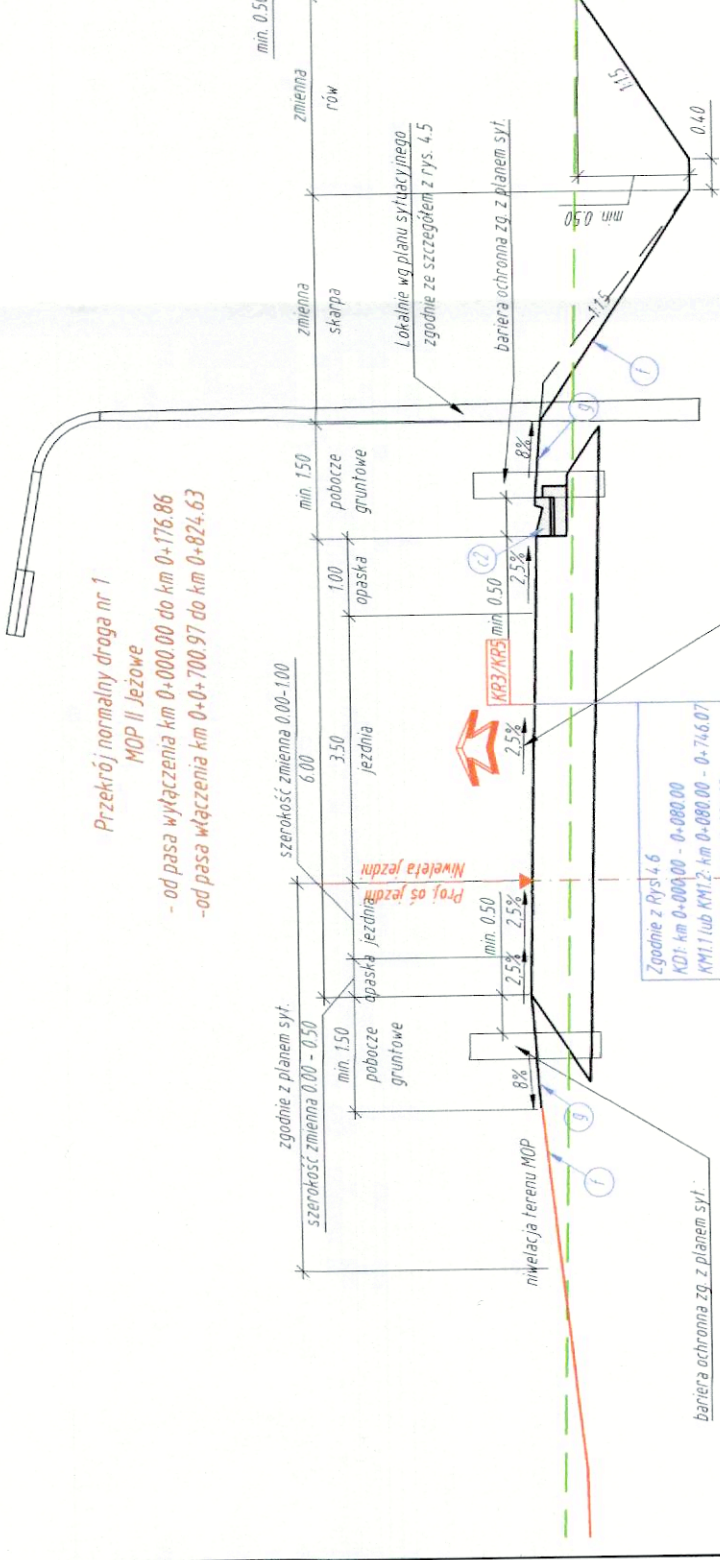 Przekrój normalny droga nr 1
MOP II Jeżowe
- od pasa wyłączenia km 0+000.00 do km 0+176.86
-od pasa włączenia km 0+0+700.97 do km 0+824.63
zgodnie z planem syt.
szerokość zmienna 0.00 - 0.50
szerokość zmienna 0.00-1.00
6.00
min. 1.50
zmienna
zmienna
min. 0.50
min. 1.50
pobocze
gruntowe
opaska
jezdnia
3.50
jezdnia
1.00
opaska
pobocze
gruntowe
skarpa
rów
Proj. oś jezdni
Niweleta jezdni
Lokalnie wg planu sytuacyjnego
zgodnie ze szczegółem z rys. 4.5
bariera ochronna zg. z planem syt.
KR3/KR5
min. 0.50
min. 0.50
c2
8%
2,5%
2,5%
2,5%
2,5%
8%
g
f
g
f
1:1.5
1:1.5
min 0.50
0.40
niwelacja terenu MOP
Zgodnie z Rys 4.6
KD1: km 0+000.00 - 0+080.00
KM1.1 lub KM1.2: km 0+080.00 - 0+746.07
bariera ochronna zg. z planem syt.